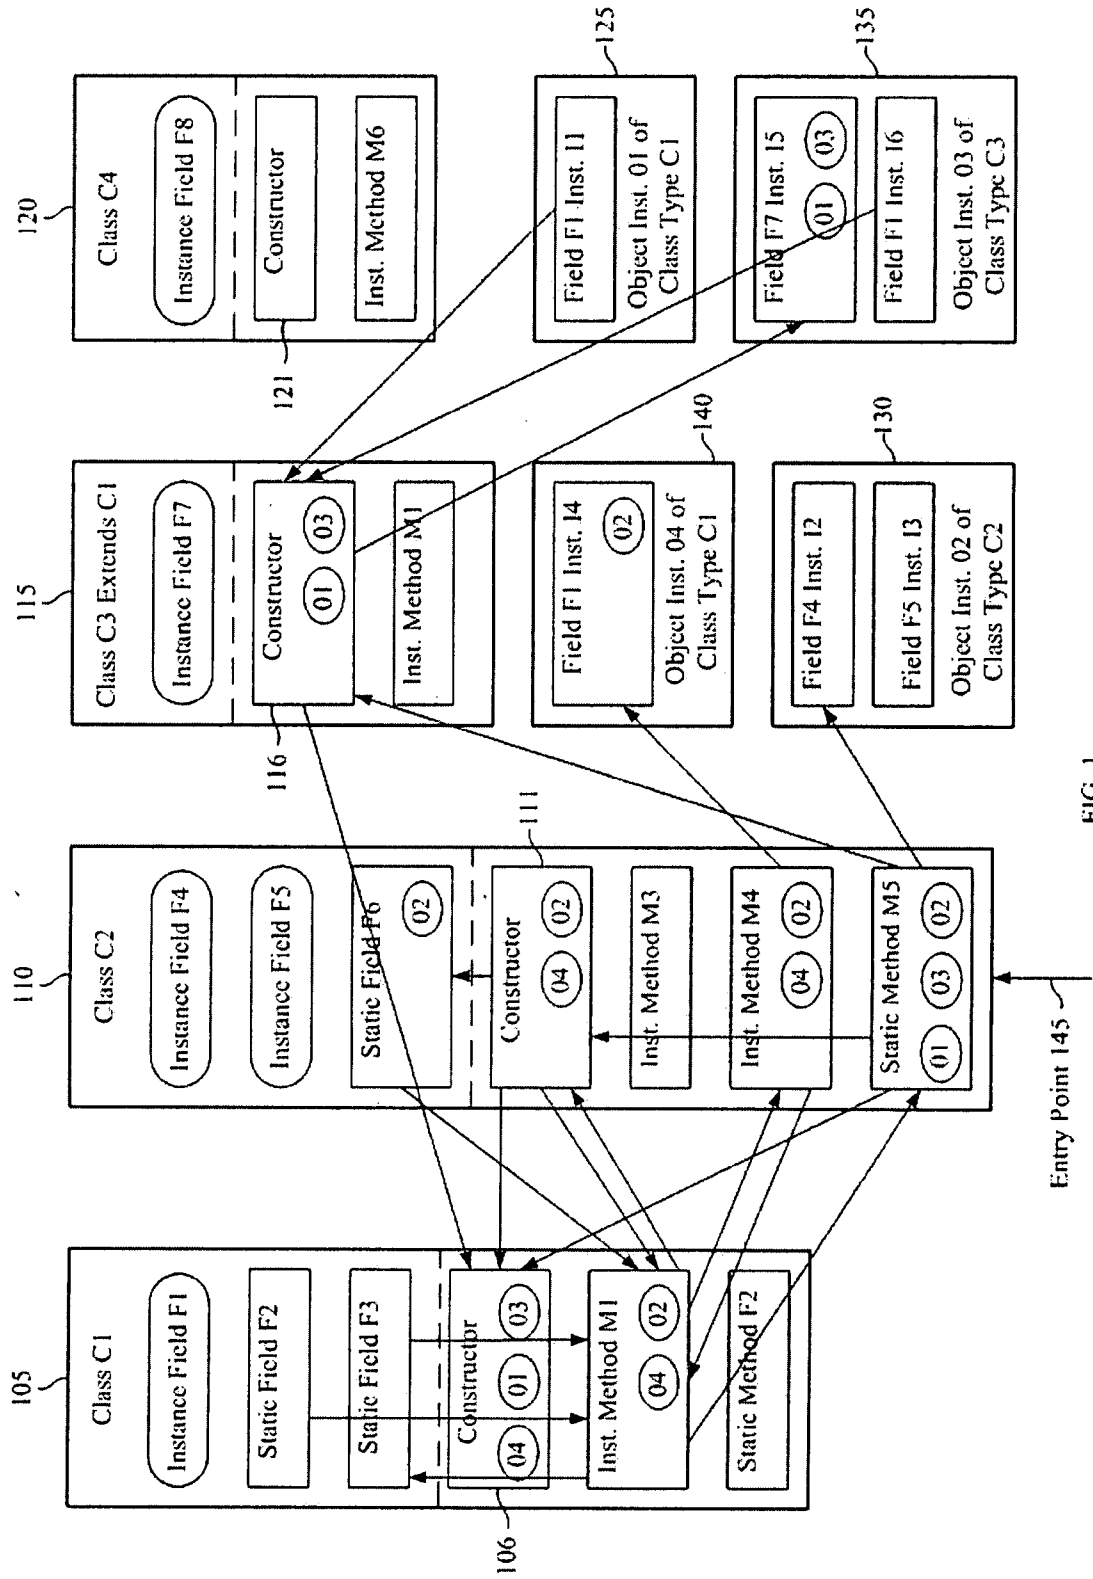 105
Class C1
Instance Field F1
Static Field F2
Static Field F3
Constructor
04
01
03
106
Inst. Method M1
04
02
Static Method F2
110
Class C2
Instance Field F4
Instance Field F5
Static Field F6
02
111
Constructor
04
02
Inst. Method M3
Inst. Method M4
04
02
Static Method M5
01
03
02
Entry Point 145
115
Class C3 Extends C1
Instance Field F7
Constructor
01
03
116
Inst. Method M1
140
Field F1 Inst. I4
02
Object Inst. 04 of
Class Type C1
130
Field F4 Inst. I2
Field F5 Inst. I3
Object Inst. 02 of
Class Type C2
120
Class C4
Instance Field F8
Constructor
121
Inst. Method M6
125
Field F1 Inst. I1
Object Inst. 01 of
Class Type C1
135
Field F7 Inst. I5
01
03
Field F1 Inst. I6
Object Inst. 03 of
Class Type C3
FIG. 1